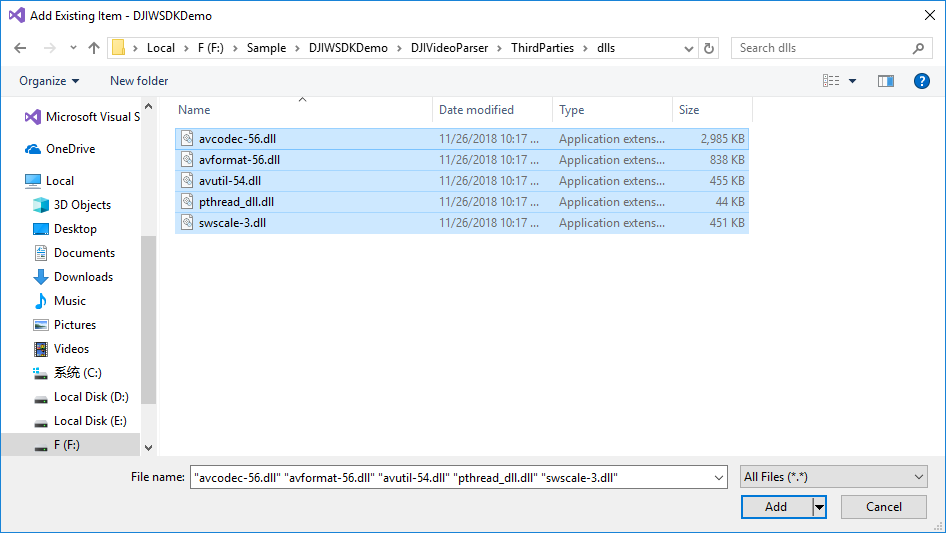 Add Existing Item - DJIWSDKDemo
Local > F (F:) > Sample > DJIWSDKDemo > DJIVideoParser > ThirdParties > dlls
Search dlls
Organize
New folder
Microsoft Visual S
OneDrive
Local
3D Objects
Desktop
Documents
Downloads
Music
Pictures
Videos
系统 (C:)
Local Disk (D:)
Local Disk (E:)
F (F:)
Name Date modified Type Size
avcodec-56.dll 11/26/2018 10:17 ... Application extens... 2,985 KB
avformat-56.dll 11/26/2018 10:17 ... Application extens... 838 KB
avutil-54.dll 11/26/2018 10:17 ... Application extens... 455 KB
pthread_dll.dll 11/26/2018 10:17 ... Application extens... 44 KB
swscale-3.dll 11/26/2018 10:17 ... Application extens... 451 KB
File name: "avcodec-56.dll" "avformat-56.dll" "avutil-54.dll" "pthread_dll.dll" "swscale-3.dll"
All Files (*.*)
Add
Cancel